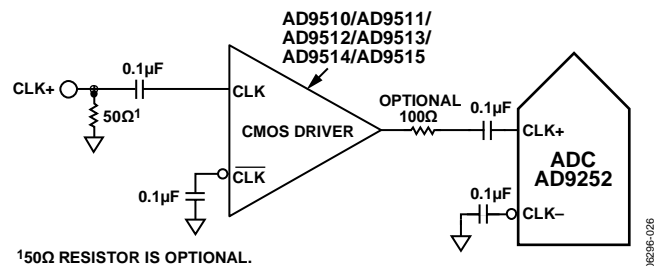 AD9510/AD9511/
AD9512/AD9513/
AD9514/AD9515
CLK+
0.1µF
50Ω¹
CLK
CMOS DRIVER
CLK
0.1µF
OPTIONAL
100Ω
0.1µF
CLK+
ADC
AD9252
0.1µF
CLK–
¹50Ω RESISTOR IS OPTIONAL.
06296-026